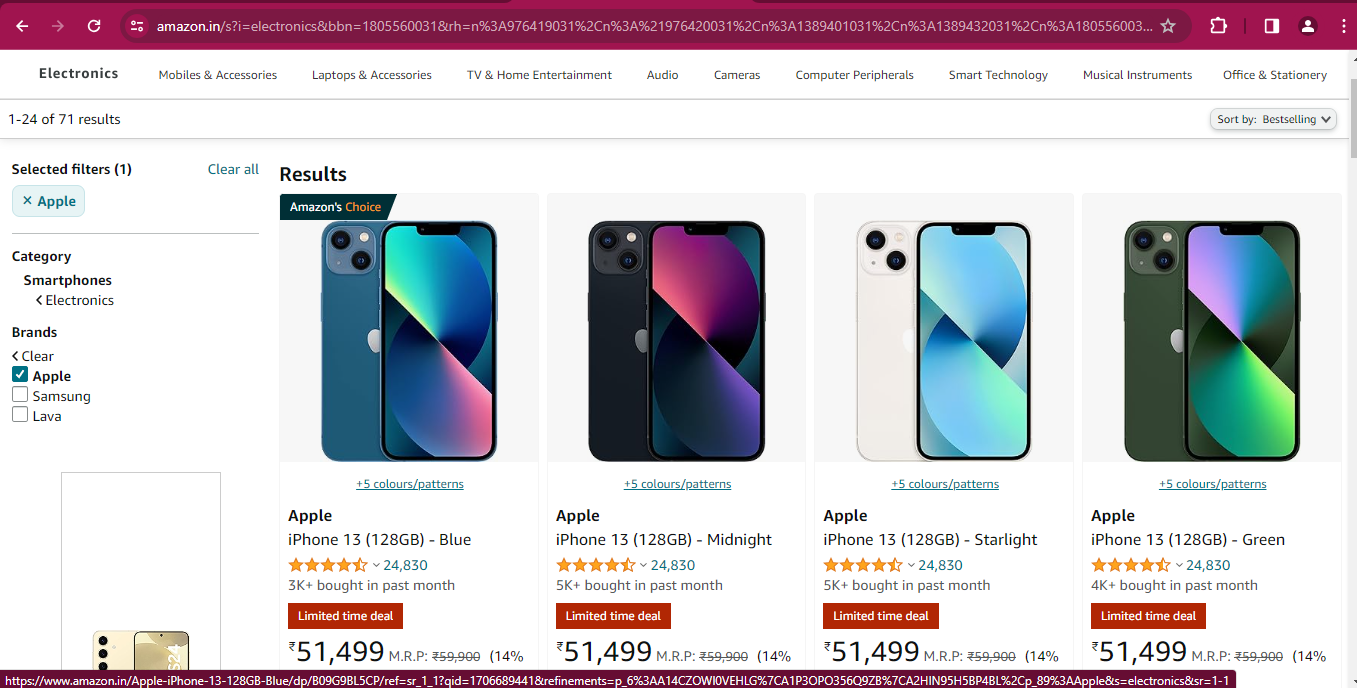 amazon.in/s?i=electronics&bbn=1805560031&rh=n%3A976419031%2Cn%3A%21976420031%2Cn%3A1389401031%2Cn%3A1389432031%2Cn%3A180556003...
Electronics
Mobiles & Accessories
Laptops & Accessories
TV & Home Entertainment
Audio
Cameras
Computer Peripherals
Smart Technology
Musical Instruments
Office & Stationery
1-24 of 71 results
Sort by: Bestselling
Selected filters (1)
Clear all
✕ Apple
Category
Smartphones
Electronics
Brands
Clear
Apple
Samsung
Lava
Results
Amazon's Choice
+5 colours/patterns
Apple
iPhone 13 (128GB) - Blue
24,830
3K+ bought in past month
Limited time deal
₹51,499 M.R.P: ₹59,900 (14%
+5 colours/patterns
Apple
iPhone 13 (128GB) - Midnight
24,830
5K+ bought in past month
Limited time deal
₹51,499 M.R.P: ₹59,900 (14%
+5 colours/patterns
Apple
iPhone 13 (128GB) - Starlight
24,830
5K+ bought in past month
Limited time deal
₹51,499 M.R.P: ₹59,900 (14%
+5 colours/patterns
Apple
iPhone 13 (128GB) - Green
24,830
4K+ bought in past month
Limited time deal
₹51,499 M.R.P: ₹59,900 (14%
https://www.amazon.in/Apple-iPhone-13-128GB-Blue/dp/B09G9BL5CP/ref=sr_1_1?qid=1706689441&refinements=p_6%3AA14CZOWI0VEHLG%7CA1P3OPO356Q9ZB%7CA2HIN95H5BP4BL%2Cp_89%3AApple&s=electronics&sr=1-1